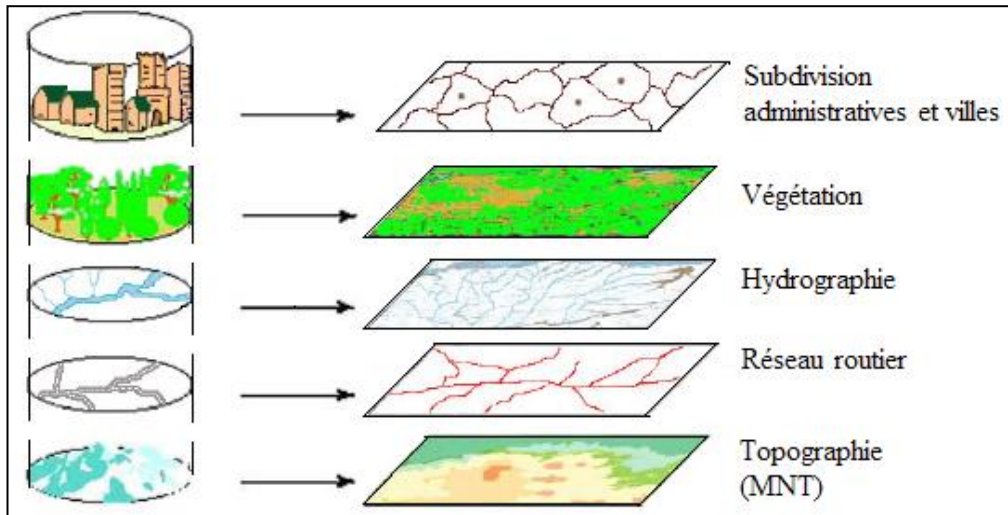 Subdivision
administratives et villes
Végétation
Hydrographie
Réseau routier
Topographie
(MNT)